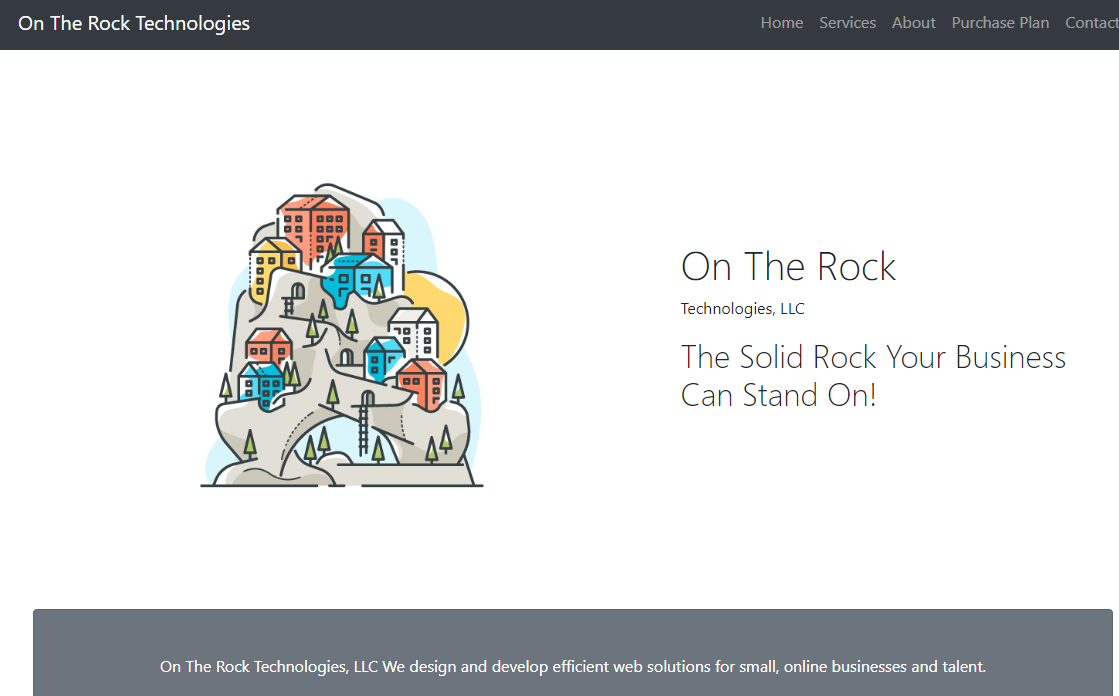 On The Rock Technologies
Home Services About Purchase Plan Contact
On The Rock
Technologies, LLC
The Solid Rock Your Business
Can Stand On!
On The Rock Technologies, LLC We design and develop efficient web solutions for small, online businesses and talent.